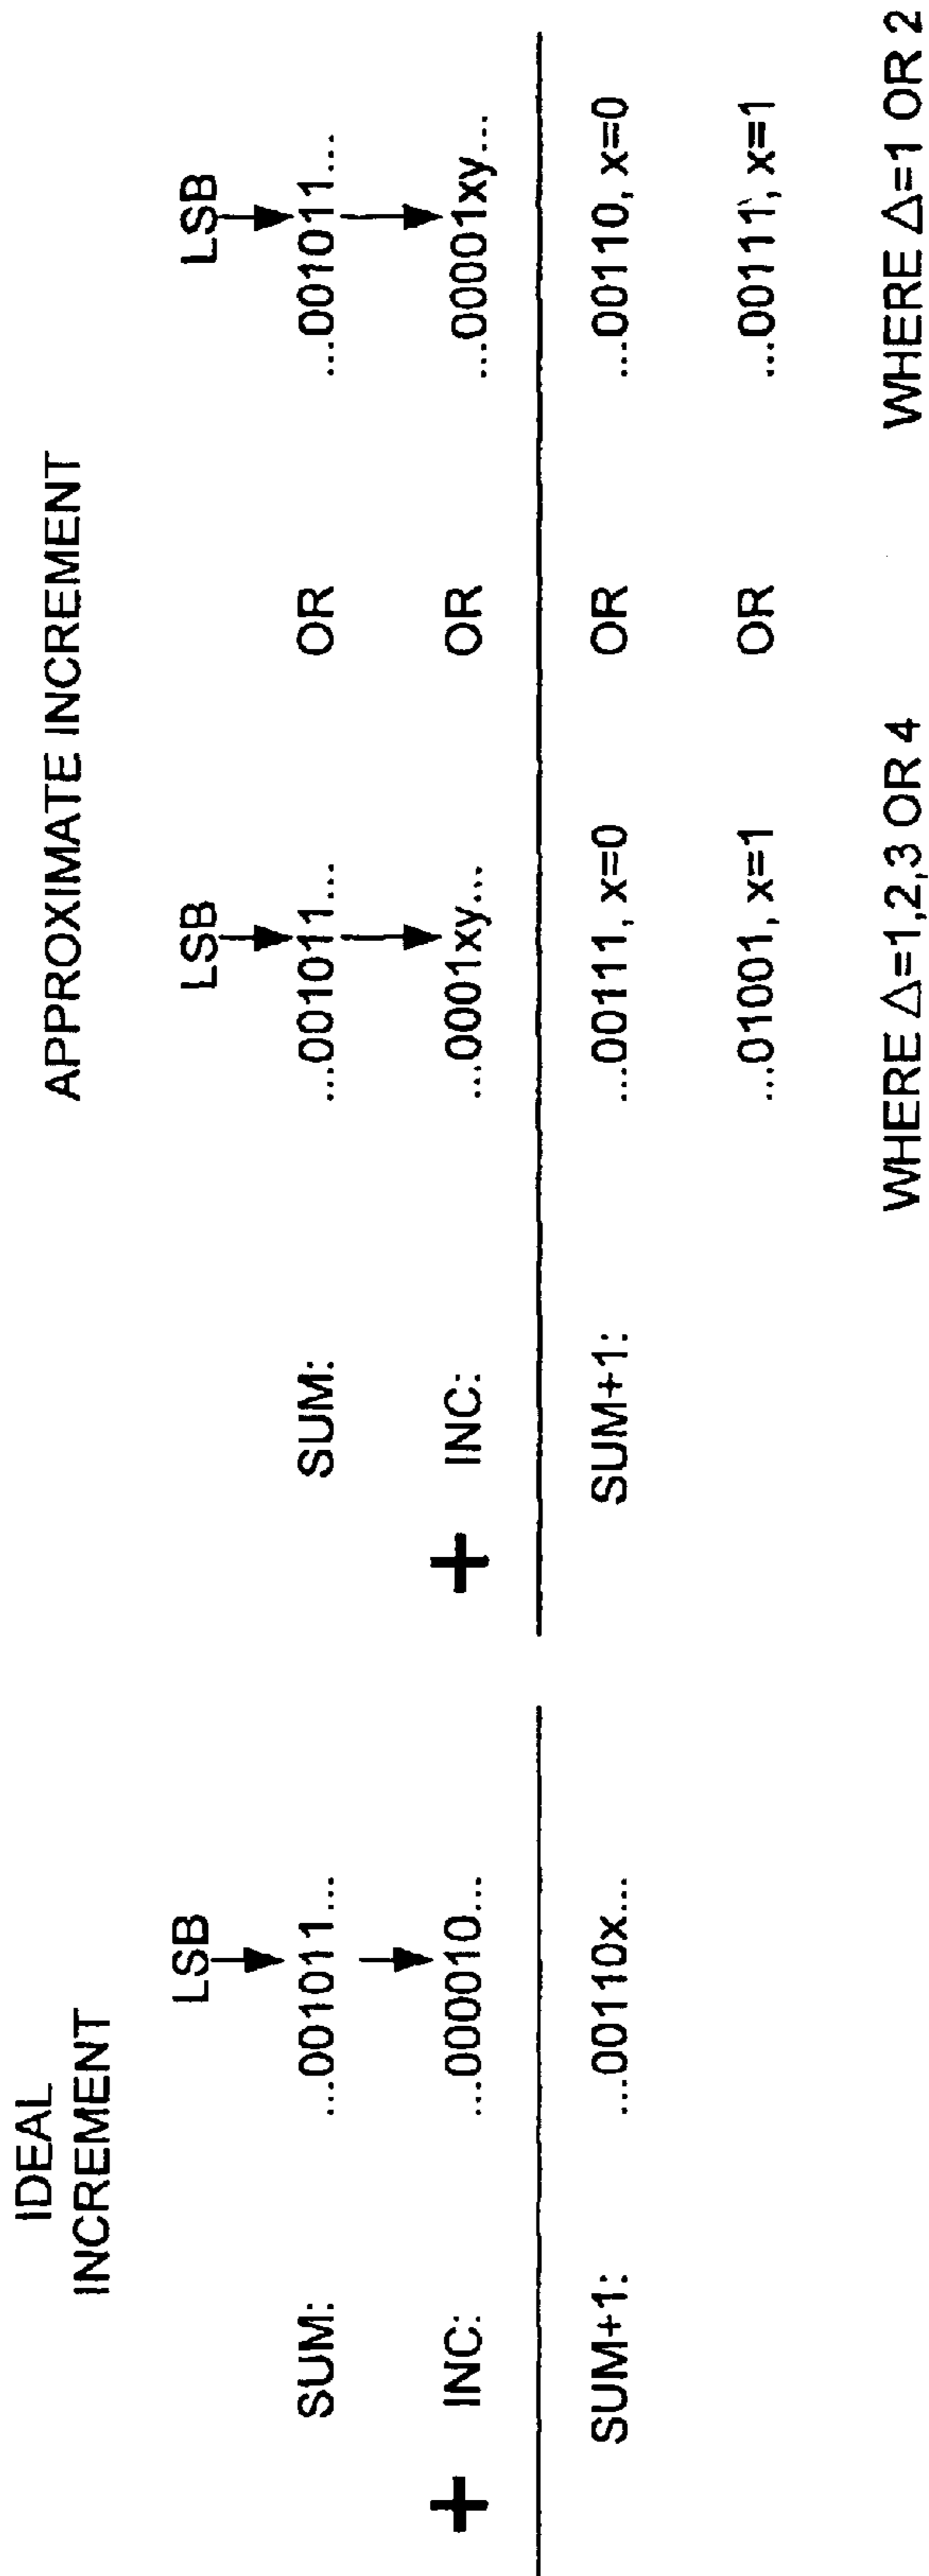 IDEAL
INCREMENT
LSB
SUM: ...001011...
+ INC: ...000010...
SUM+1: ...00110x...
APPROXIMATE INCREMENT
LSB LSB
SUM: ...001011... OR ...001011...
+ INC: ...0001xy... OR ...00001xy...
SUM+1: ...00111, x=0 OR ...00110, x=0
...01001, x=1 OR ...00111, x=1
WHERE △=1,2,3 OR 4 WHERE △=1 OR 2